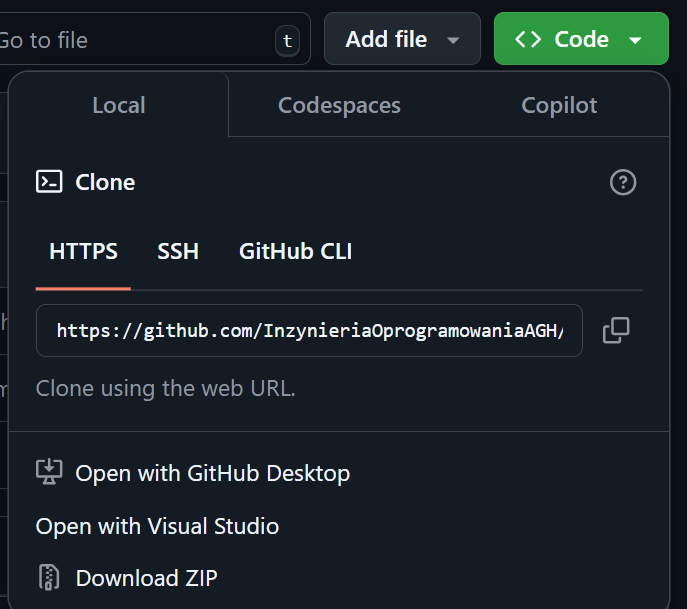 Go to file t Add file Code
Local Codespaces Copilot
Clone
HTTPS SSH GitHub CLI
https://github.com/InzynieriaOprogramowaniaAGH/
Clone using the web URL.
Open with GitHub Desktop
Open with Visual Studio
Download ZIP